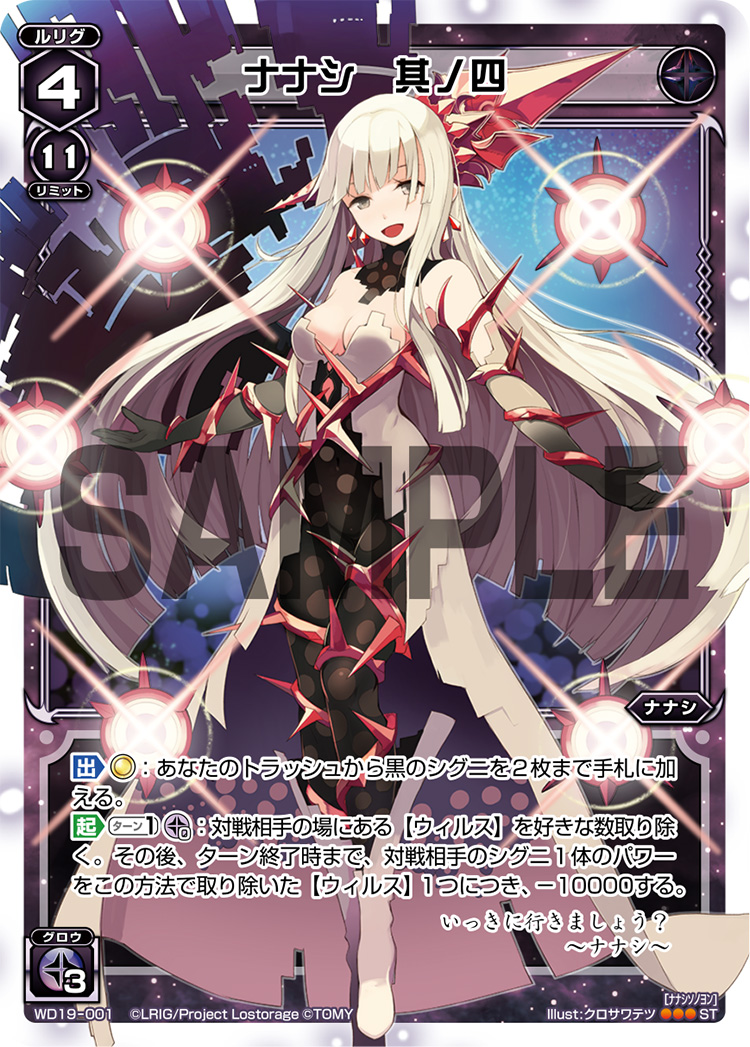 ルリグ
4
ナナシ 其ノ四
11
リミット
SAMPLE
ナナシ
出 : あなたのトラッシュから黒のシグニを2枚まで手札に加
える。
起 ターン1 0 : 対戦相手の場にある【ウィルス】を好きな数取り除
く。その後、ターン終了時まで、対戦相手のシグニ1体のパワー
をこの方法で取り除いた【ウィルス】1つにつき、－10000する。
いっきに行きましょう?
～ナナシ～
グロウ
3
[ナナシソノヨン]
WD19-001 ©LRIG/Project Lostorage ©TOMY Illust:クロサワテツ ST